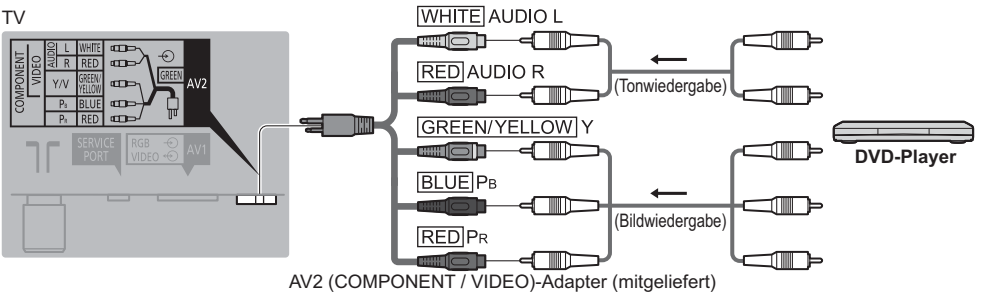 TV
COMPONENT
VIDEO
AUDIO
L WHITE
R RED
Y/V GREEN/
YELLOW
PB BLUE
PR RED
GREEN
AV2
SERVICE
PORT
RGB
VIDEO
AV1
WHITE AUDIO L
RED AUDIO R
(Tonwiedergabe)
GREEN/YELLOW Y
BLUE PB
(Bildwiedergabe)
RED PR
DVD-Player
AV2 (COMPONENT / VIDEO)-Adapter (mitgeliefert)